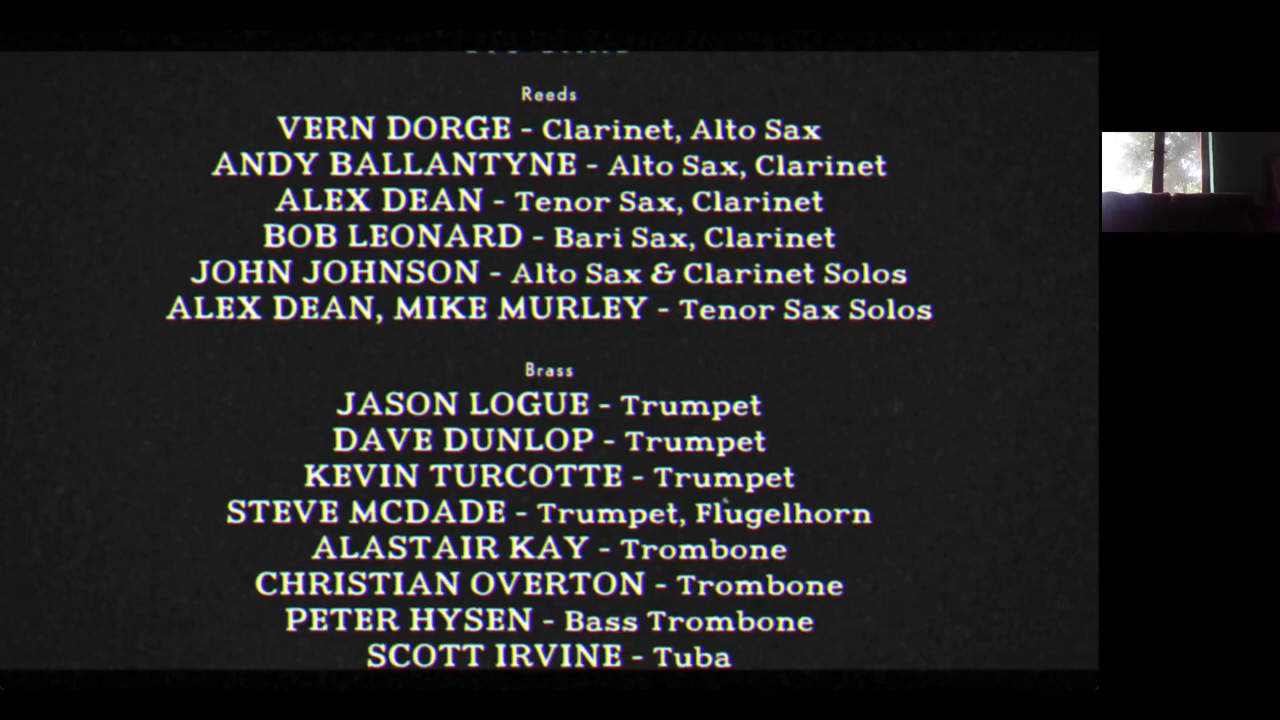 Reeds
VERN DORGE - Clarinet, Alto Sax
ANDY BALLANTYNE - Alto Sax, Clarinet
ALEX DEAN - Tenor Sax, Clarinet
BOB LEONARD - Bari Sax, Clarinet
JOHN JOHNSON - Alto Sax & Clarinet Solos
ALEX DEAN, MIKE MURLEY - Tenor Sax Solos
Brass
JASON LOGUE - Trumpet
DAVE DUNLOP - Trumpet
KEVIN TURCOTTE - Trumpet
STEVE MCDADE - Trumpet, Flugelhorn
ALASTAIR KAY - Trombone
CHRISTIAN OVERTON - Trombone
PETER HYSEN - Bass Trombone
SCOTT IRVINE - Tuba